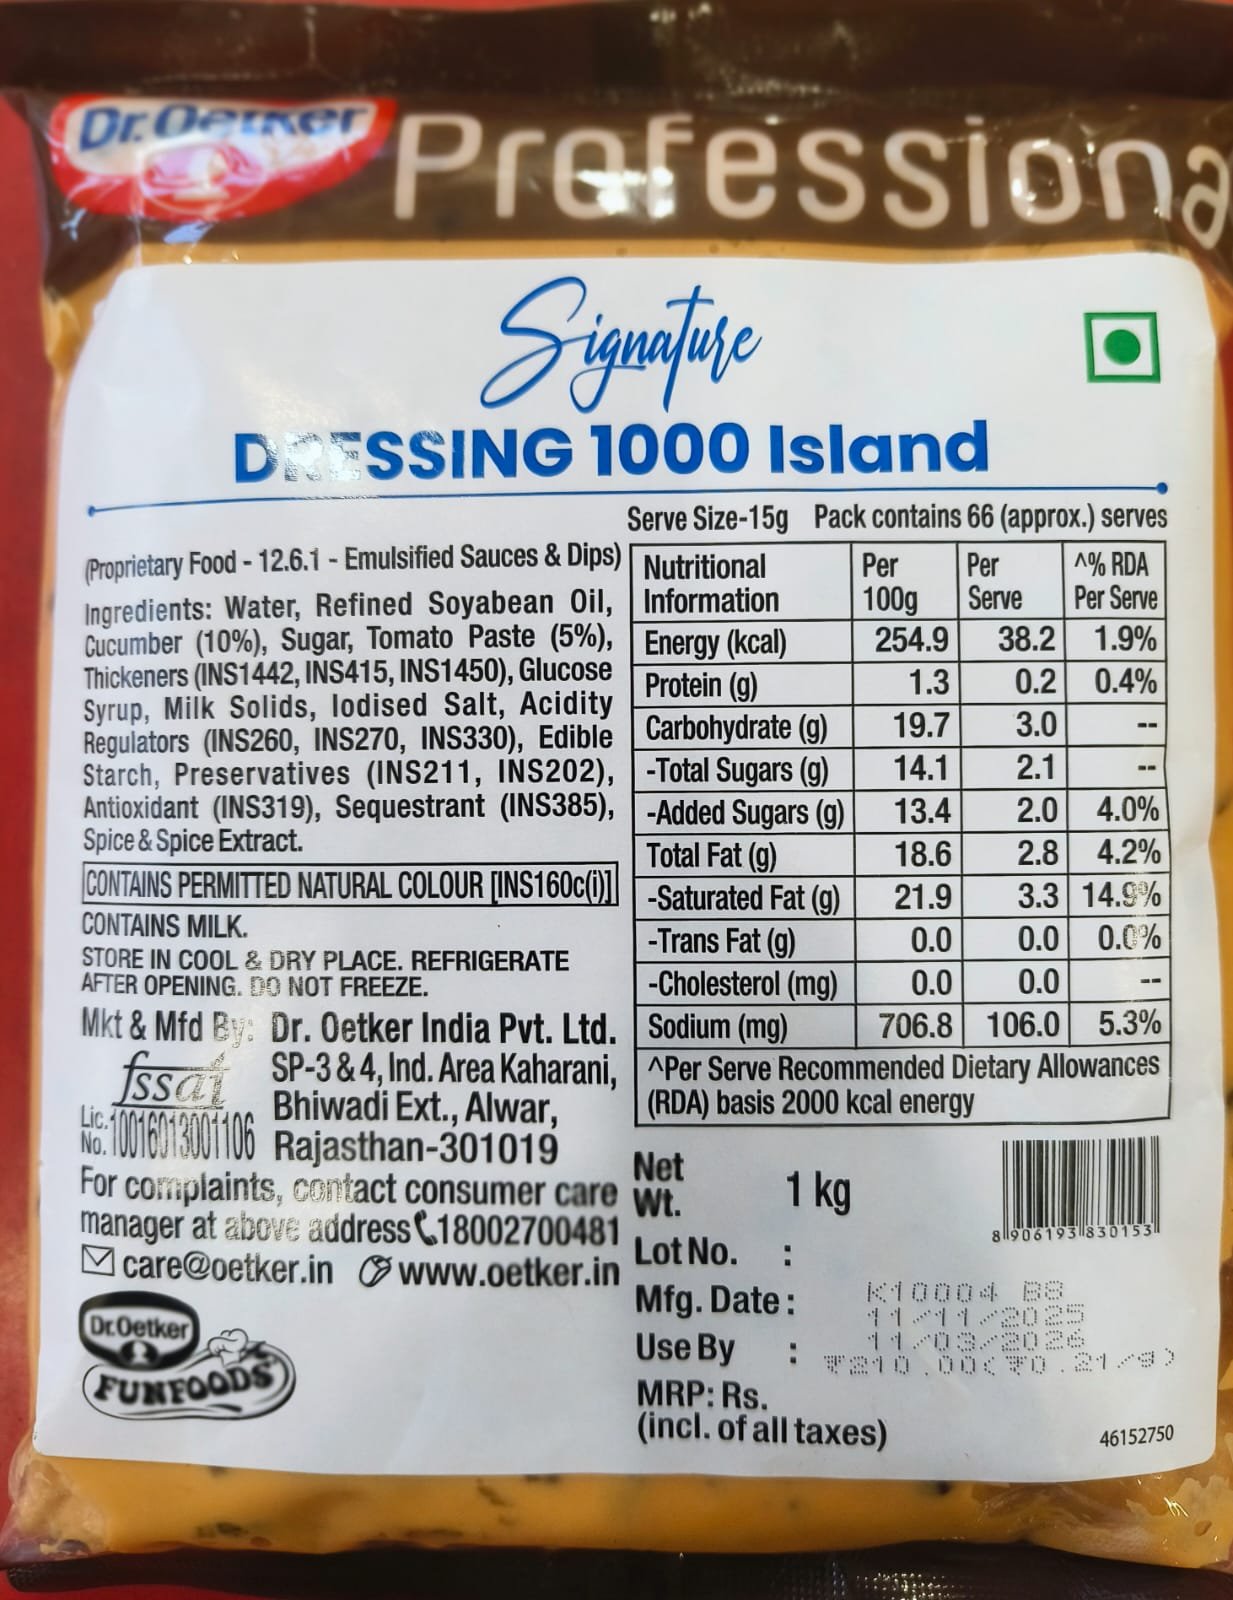 Dr.Oetker
Professiona
Signature
DRESSING 1000 Island
Serve Size-15g Pack contains 66 (approx.) serves
(Proprietary Food - 12.6.1 - Emulsified Sauces & Dips)
Ingredients: Water, Refined Soyabean Oil,
Cucumber (10%), Sugar, Tomato Paste (5%),
Thickeners (INS1442, INS415, INS1450), Glucose
Syrup, Milk Solids, Iodised Salt, Acidity
Regulators (INS260, INS270, INS330), Edible
Starch, Preservatives (INS211, INS202),
Antioxidant (INS319), Sequestrant (INS385),
Spice & Spice Extract.
CONTAINS PERMITTED NATURAL COLOUR [INS160c(i)]
CONTAINS MILK.
STORE IN COOL & DRY PLACE. REFRIGERATE
AFTER OPENING. DO NOT FREEZE.
Mkt & Mfd By: Dr. Oetker India Pvt. Ltd.
SP-3 & 4, Ind. Area Kaharani,
Bhiwadi Ext., Alwar,
Rajasthan-301019
fssai
Lic. No. 10016013001106
For complaints, contact consumer care
manager at above address 18002700481
care@oetker.in www.oetker.in
Dr.Oetker
FUNFOODS
Nutritional Information Per 100g Per Serve ^% RDA Per Serve
Energy (kcal) 254.9 38.2 1.9%
Protein (g) 1.3 0.2 0.4%
Carbohydrate (g) 19.7 3.0 --
-Total Sugars (g) 14.1 2.1 --
-Added Sugars (g) 13.4 2.0 4.0%
Total Fat (g) 18.6 2.8 4.2%
-Saturated Fat (g) 21.9 3.3 14.9%
-Trans Fat (g) 0.0 0.0 0.0%
-Cholesterol (mg) 0.0 0.0 --
Sodium (mg) 706.8 106.0 5.3%
^Per Serve Recommended Dietary Allowances
(RDA) basis 2000 kcal energy
Net Wt. 1 kg
8 906193 830153
Lot No. :
K10004 B8
Mfg. Date :
11/11/2025
Use By :
11/03/2026
₹210.00(₹0.21/g)
MRP: Rs.
(incl. of all taxes)
46152750